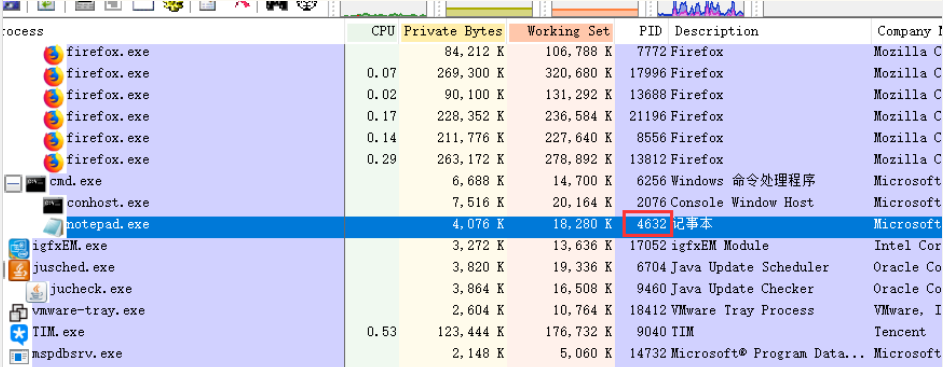 rocess CPU Private Bytes Working Set PID Description Company N
firefox.exe 84,212 K 106,788 K 7772 Firefox Mozilla C
firefox.exe 0.07 269,300 K 320,680 K 17996 Firefox Mozilla C
firefox.exe 0.02 90,100 K 131,292 K 13688 Firefox Mozilla C
firefox.exe 0.17 228,352 K 236,584 K 21196 Firefox Mozilla C
firefox.exe 0.14 211,776 K 227,640 K 8556 Firefox Mozilla C
firefox.exe 0.29 263,172 K 278,892 K 13812 Firefox Mozilla C
cmd.exe 6,688 K 14,700 K 6256 Windows 命令处理程序 Microsoft
conhost.exe 7,516 K 20,164 K 2076 Console Window Host Microsoft
notepad.exe 4,076 K 18,280 K 4632 记事本 Microsoft
igfxEM.exe 3,272 K 13,636 K 17052 igfxEM Module Intel Cor
jusched.exe 3,820 K 19,336 K 6704 Java Update Scheduler Oracle Co
jucheck.exe 3,864 K 16,508 K 9460 Java Update Checker Oracle Co
vmware-tray.exe 2,604 K 10,764 K 18412 VMware Tray Process VMware, I
TIM.exe 0.53 123,444 K 176,732 K 9040 TIM Tencent
mspdbsrv.exe 2,148 K 5,060 K 14732 Microsoft® Program Data... Microsoft